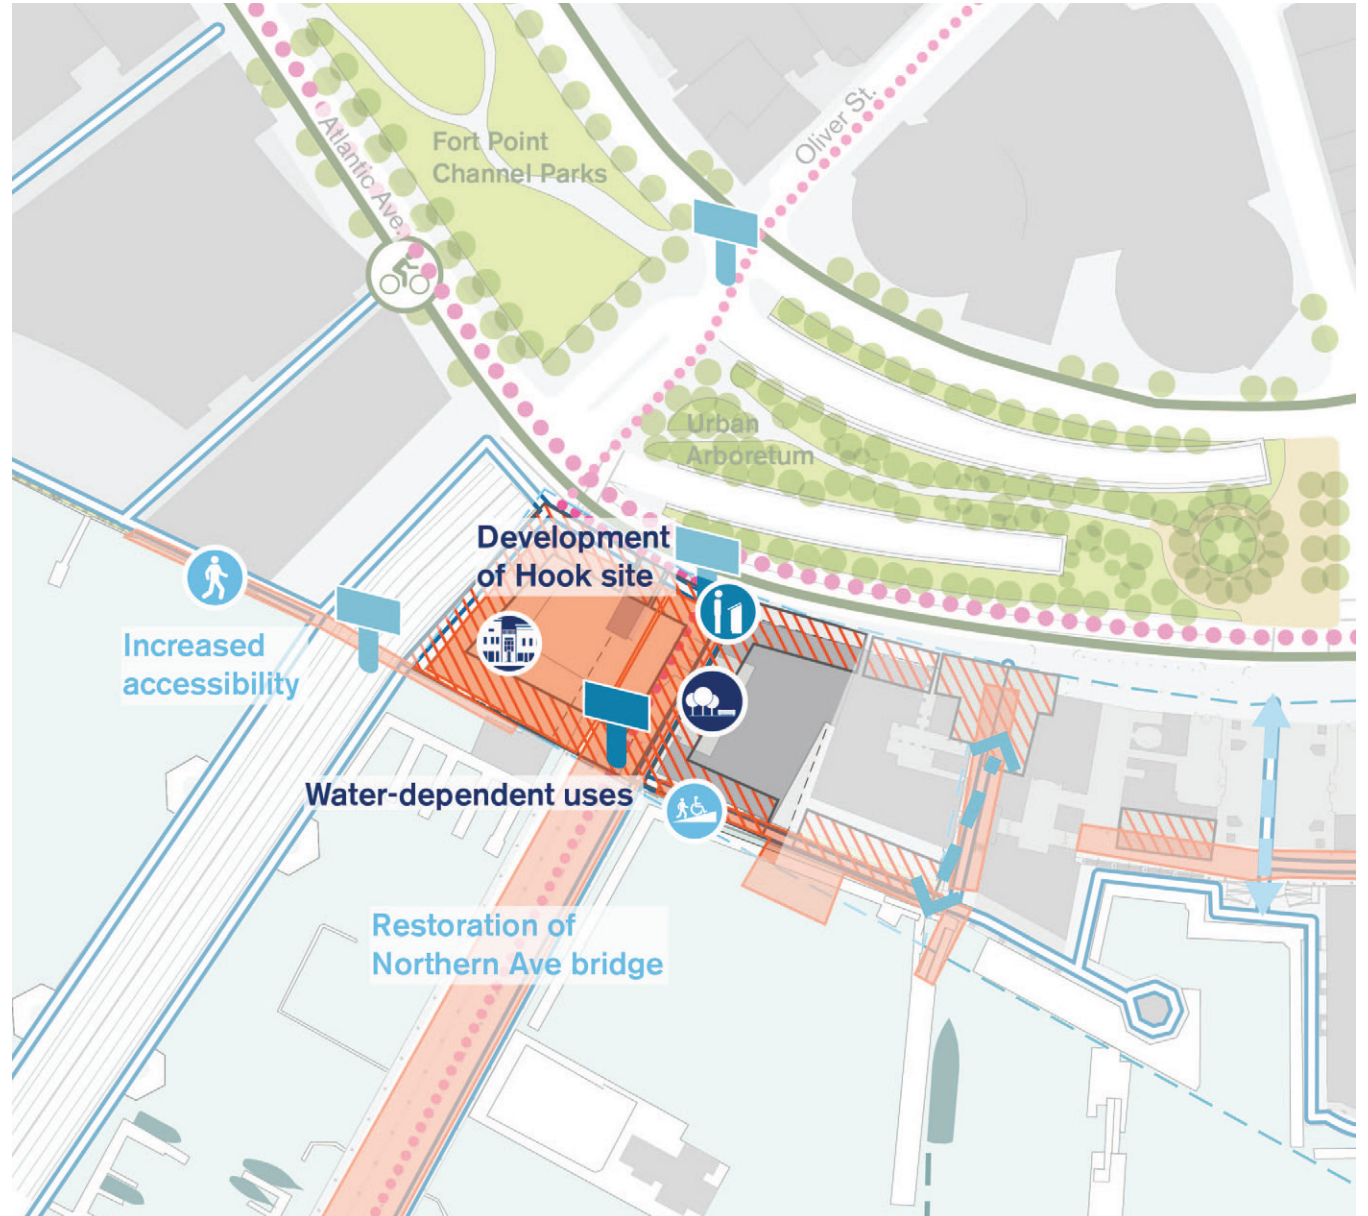 Oliver St.
Atlantic Ave.
Fort Point
Channel Parks
Urban
Arboretum
Development
of Hook site
Increased
accessibility
Water-dependent uses
Restoration of
Northern Ave bridge